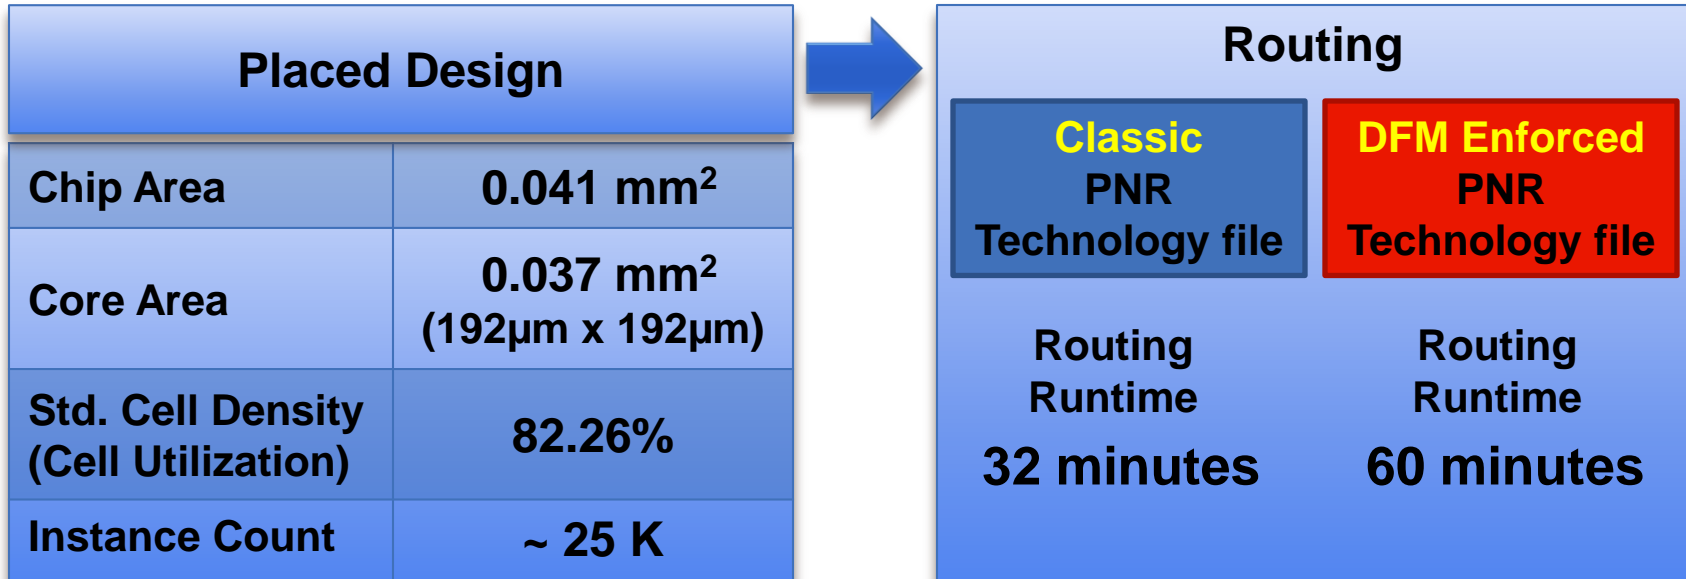 Placed Design
Chip Area
0.041 mm²
Core Area
0.037 mm²
(192µm x 192µm)
Std. Cell Density
(Cell Utilization)
82.26%
Instance Count
~ 25 K
Routing
Classic
PNR
Technology file
DFM Enforced
PNR
Technology file
Routing
Runtime
32 minutes
Routing
Runtime
60 minutes